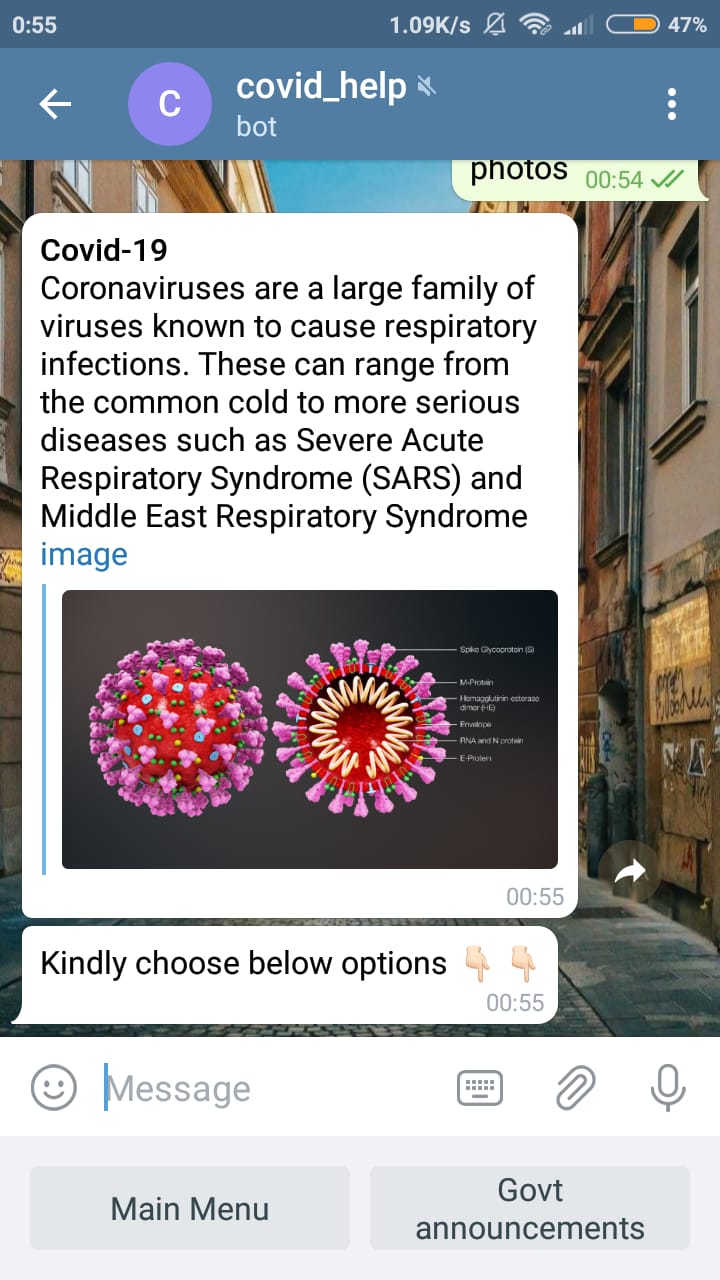 0:55
1.09K/s
47%
C
covid_help
bot
photos 00:54
Covid-19
Coronaviruses are a large family of
viruses known to cause respiratory
infections. These can range from
the common cold to more serious
diseases such as Severe Acute
Respiratory Syndrome (SARS) and
Middle East Respiratory Syndrome
image
Spike Glycoprotein (S)
M-Protein
Hemagglutinin-esterase
dimer (HE)
Envelope
RNA and N protein
E-Protein
00:55
Kindly choose below options 👇🏻 👇🏻
00:55
Message
Main Menu
Govt
announcements